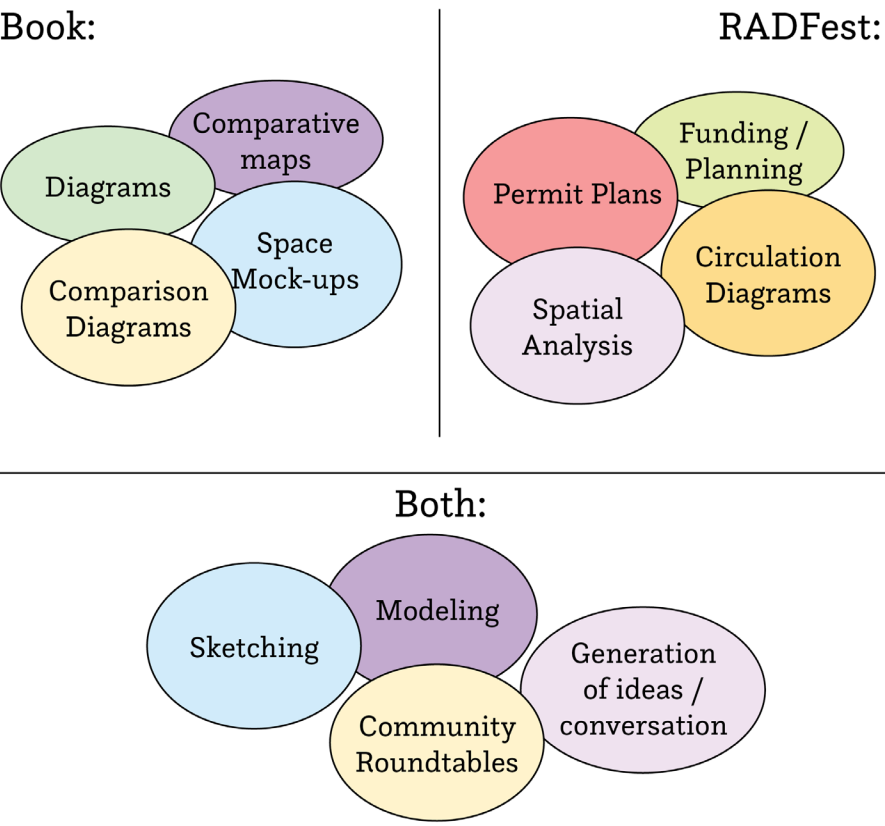 Book:
Comparative
maps
Diagrams
Space
Mock-ups
Comparison
Diagrams
RADFest:
Funding /
Planning
Permit Plans
Circulation
Diagrams
Spatial
Analysis
Both:
Modeling
Sketching
Generation
of ideas /
conversation
Community
Roundtables